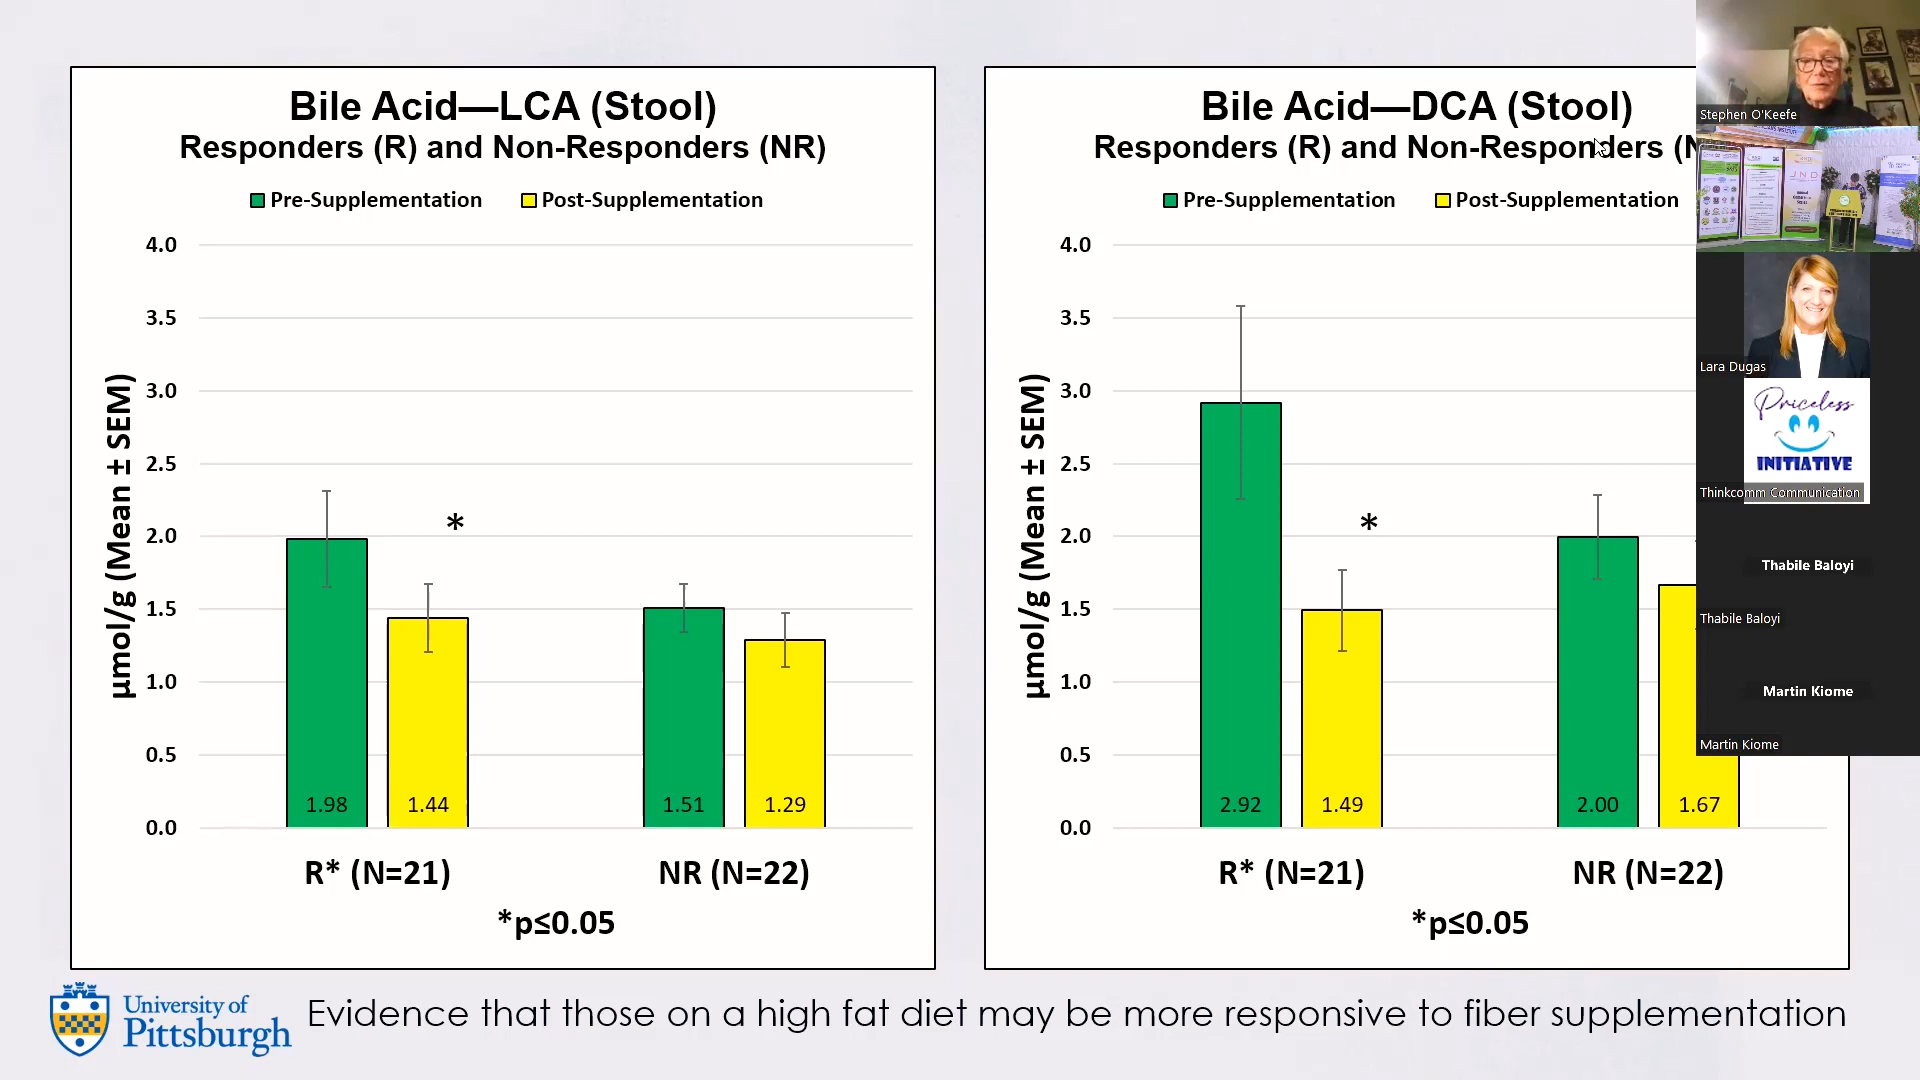 Bile Acid—LCA (Stool)
Responders (R) and Non-Responders (NR)
Pre-Supplementation Post-Supplementation
4.0
3.5
3.0
2.5
2.0
1.5
1.0
0.5
0.0
µmol/g (Mean ± SEM)
*
1.98 1.44 1.51 1.29
R* (N=21) NR (N=22)
*p≤0.05
Bile Acid—DCA (Stool)
Responders (R) and Non-Responders (N
Pre-Supplementation Post-Supplementation
4.0
3.5
3.0
2.5
2.0
1.5
1.0
0.5
0.0
µmol/g (Mean ± SEM)
*
2.92 1.49 2.00 1.67
R* (N=21) NR (N=22)
*p≤0.05
Stephen O'Keefe
JND
Lara Dugas
Priceless
INITIATIVE
Thinkcomm Communication
Thabile Baloyi
Thabile Baloyi
Martin Kiome
Martin Kiome
University of
Pittsburgh
Evidence that those on a high fat diet may be more responsive to fiber supplementation